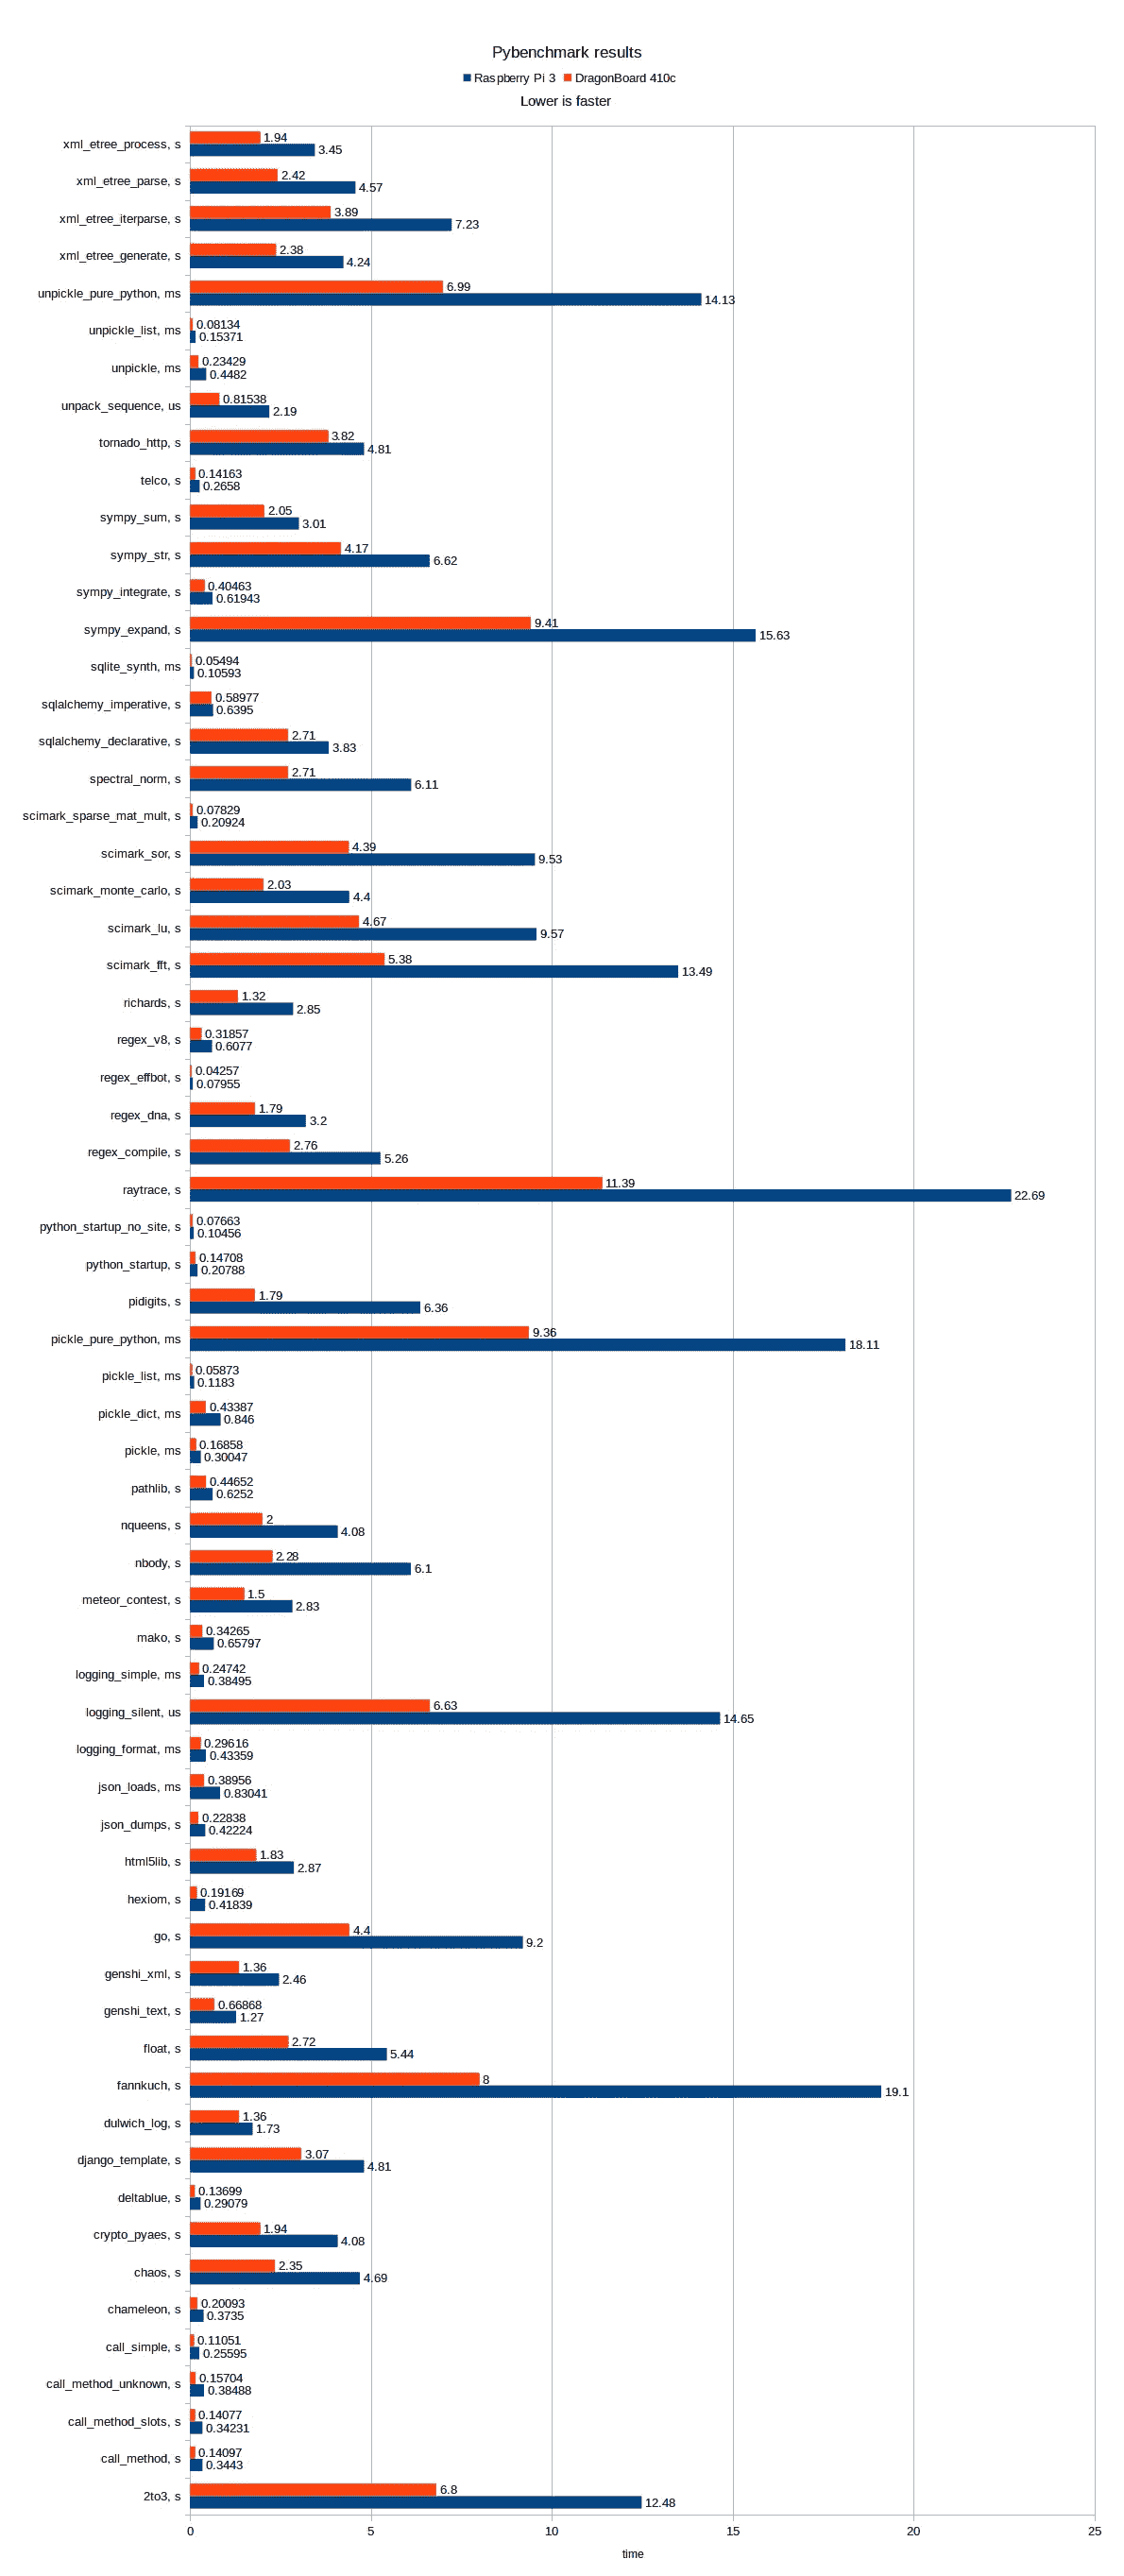 Pybenchmark results
Raspberry Pi 3 DragonBoard 410c
Lower is faster
xml_etree_process, s 1.94 3.45
xml_etree_parse, s 2.42 4.57
xml_etree_iterparse, s 3.89 7.23
xml_etree_generate, s 2.38 4.24
unpickle_pure_python, ms 6.99 14.13
unpickle_list, ms 0.08134 0.15371
unpickle, ms 0.23429 0.4482
unpack_sequence, us 0.81538 2.19
tornado_http, s 3.82 4.81
telco, s 0.14163 0.2658
sympy_sum, s 2.05 3.01
sympy_str, s 4.17 6.62
sympy_integrate, s 0.40463 0.61943
sympy_expand, s 9.41 15.63
sqlite_synth, ms 0.05494 0.10593
sqlalchemy_imperative, s 0.58977 0.6395
sqlalchemy_declarative, s 2.71 3.83
spectral_norm, s 2.71 6.11
scimark_sparse_mat_mult, s 0.07829 0.20924
scimark_sor, s 4.39 9.53
scimark_monte_carlo, s 2.03 4.4
scimark_lu, s 4.67 9.57
scimark_fft, s 5.38 13.49
richards, s 1.32 2.85
regex_v8, s 0.31857 0.6077
regex_effbot, s 0.04257 0.07955
regex_dna, s 1.79 3.2
regex_compile, s 2.76 5.26
raytrace, s 11.39 22.69
python_startup_no_site, s 0.07663 0.10456
python_startup, s 0.14708 0.20788
pidigits, s 1.79 6.36
pickle_pure_python, ms 9.36 18.11
pickle_list, ms 0.05873 0.1183
pickle_dict, ms 0.43387 0.846
pickle, ms 0.16858 0.30047
pathlib, s 0.44652 0.6252
nqueens, s 2 4.08
nbody, s 2.28 6.1
meteor_contest, s 1.5 2.83
mako, s 0.34265 0.65797
logging_simple, ms 0.24742 0.38495
logging_silent, us 6.63 14.65
logging_format, ms 0.29616 0.43359
json_loads, ms 0.38956 0.83041
json_dumps, s 0.22838 0.42224
html5lib, s 1.83 2.87
hexiom, s 0.19169 0.41839
go, s 4.4 9.2
genshi_xml, s 1.36 2.46
genshi_text, s 0.66868 1.27
float, s 2.72 5.44
fannkuch, s 8 19.1
dulwich_log, s 1.36 1.73
django_template, s 3.07 4.81
deltablue, s 0.13699 0.29079
crypto_pyaes, s 1.94 4.08
chaos, s 2.35 4.69
chameleon, s 0.20093 0.3735
call_simple, s 0.11051 0.25595
call_method_unknown, s 0.15704 0.38488
call_method_slots, s 0.14077 0.34231
call_method, s 0.14097 0.3443
2to3, s 6.8 12.48
0 5 10 15 20 25
time